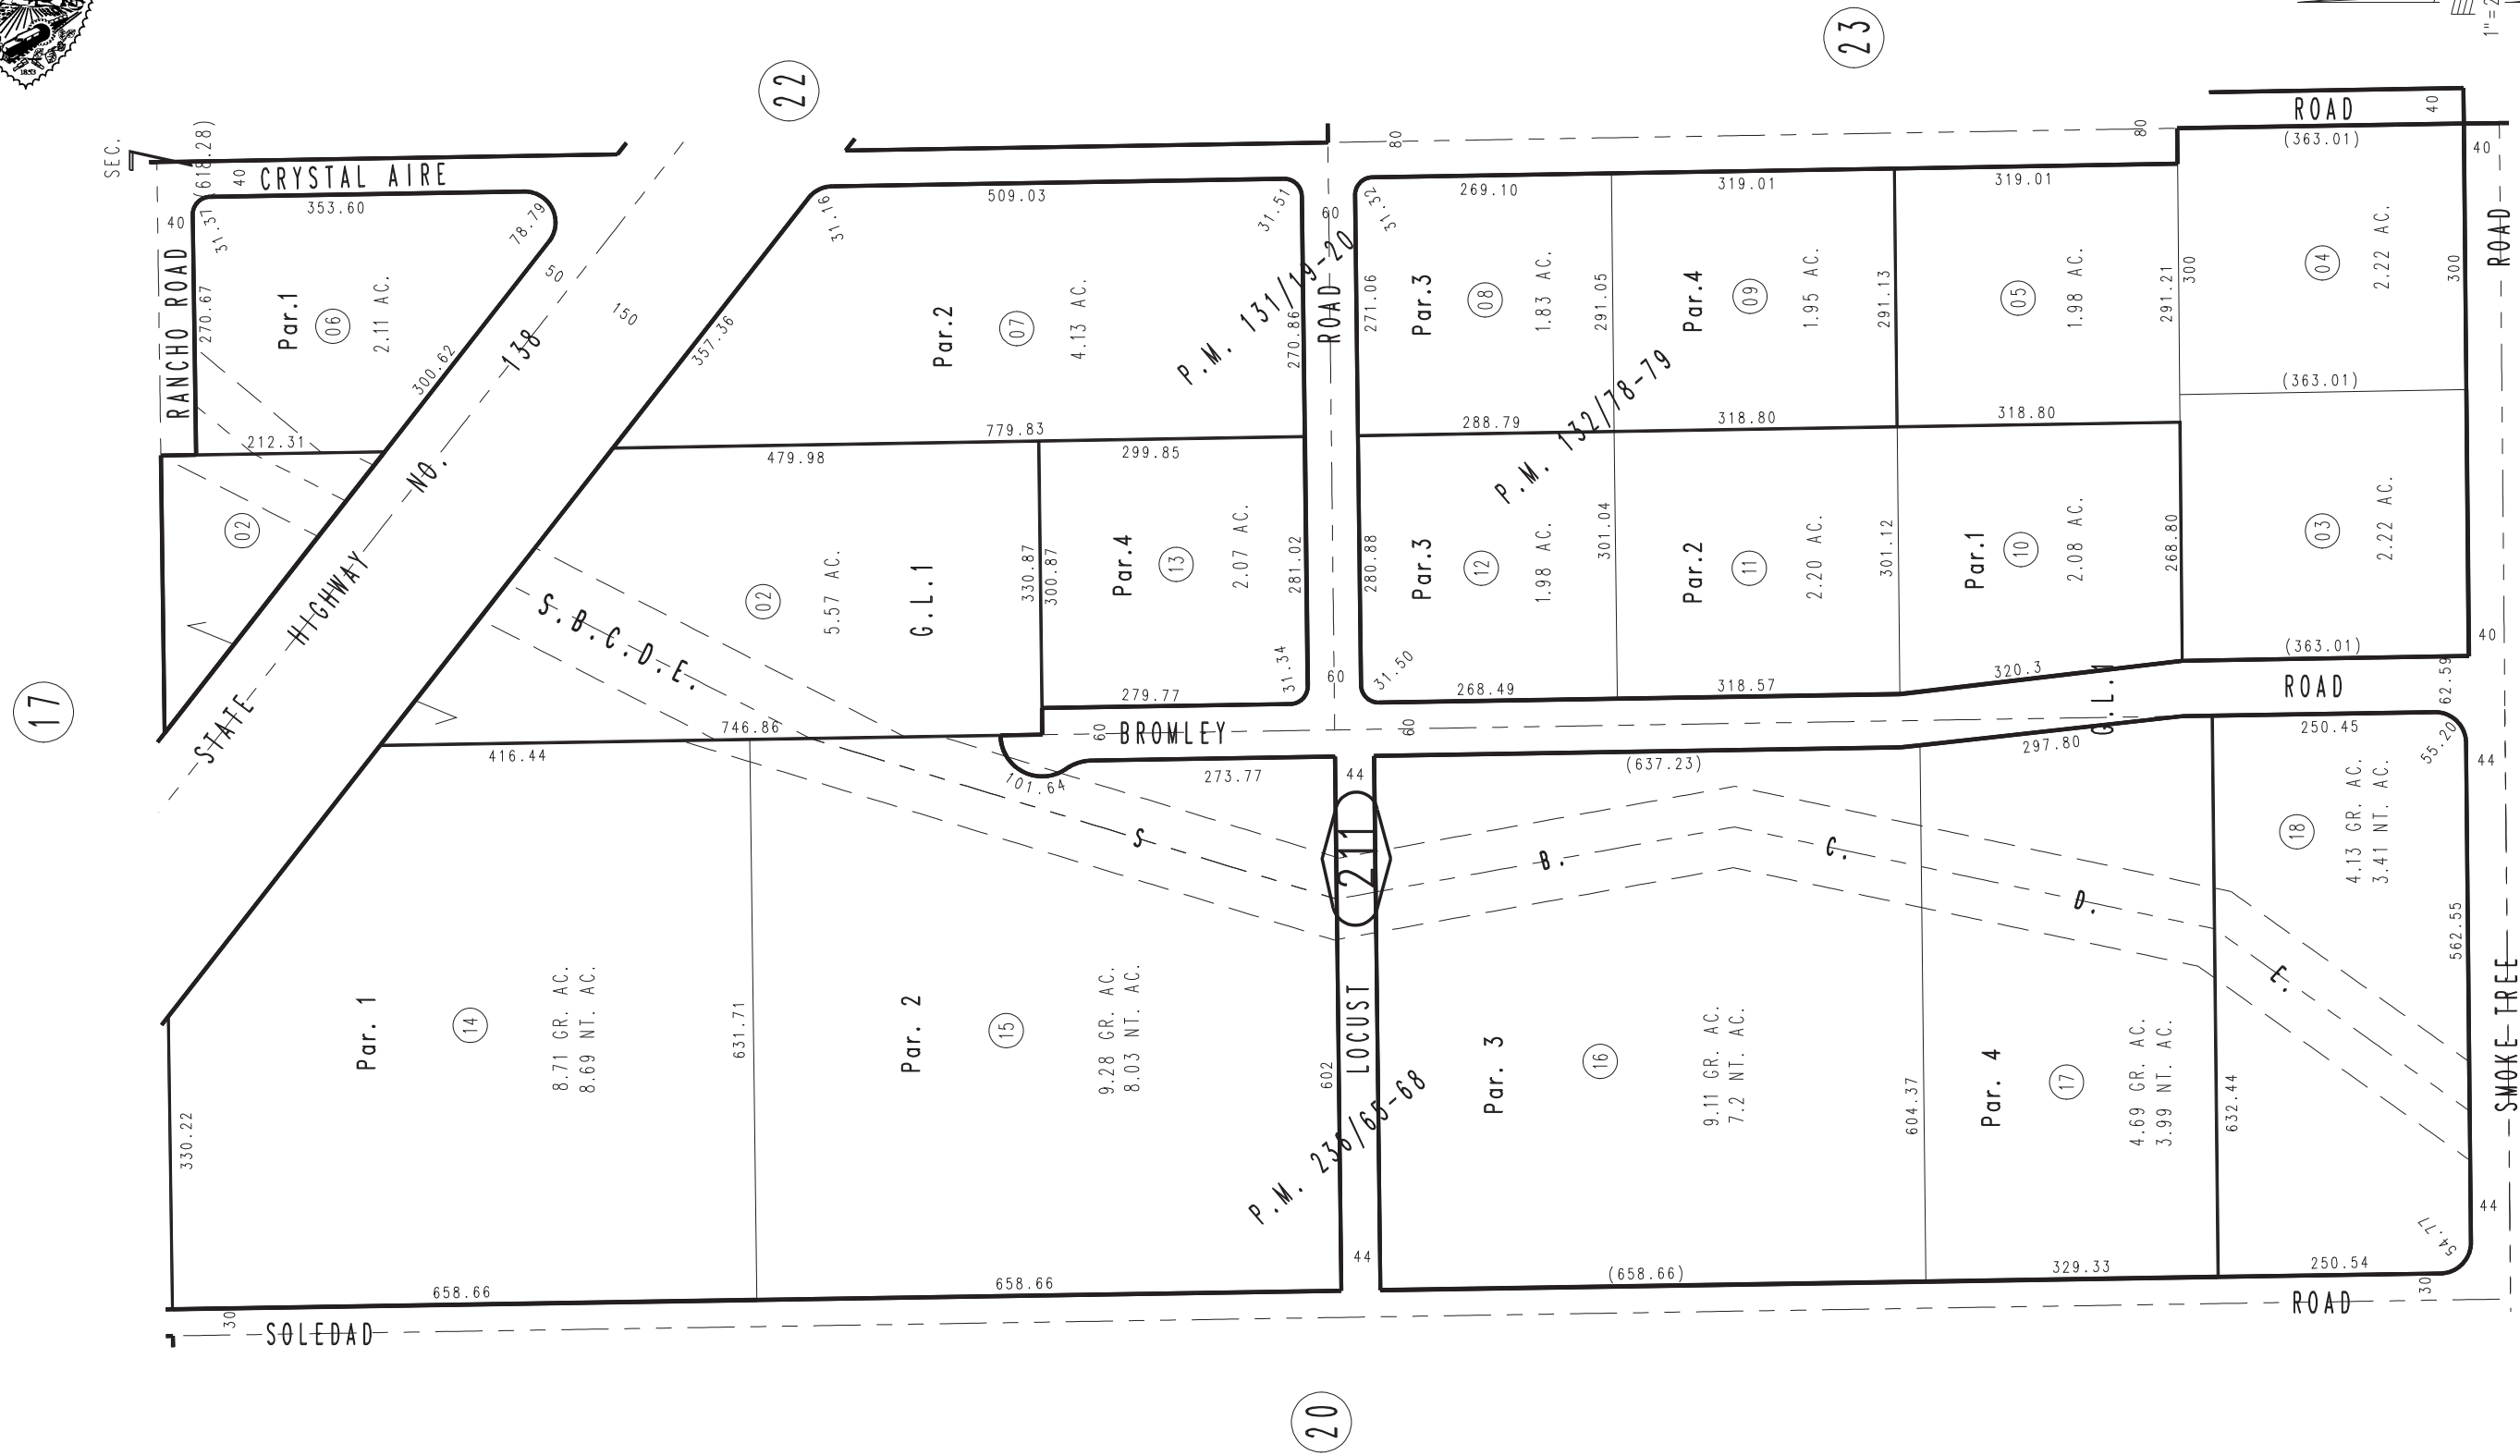 1853
22
23
1"=2
SEC.
(618.28)
40
CRYSTAL AIRE
353.60
31.37
40
78.79
RANCHO ROAD
270.67
Par.1
06
2.11 AC.
300.62
212.31
50
150
STATE HIGHWAY NO. 138
02
357.36
31.16
509.03
31.51
Par.2
07
4.13 AC.
P.M. 131/19-20
270.86
779.83
479.98
299.85
60
ROAD
80
80
31.32
269.10
319.01
319.01
271.06
Par.3
08
1.83 AC.
291.05
Par.4
09
1.95 AC.
291.13
05
1.98 AC.
291.21
300
ROAD
40
(363.01)
40
04
2.22 AC.
300
ROAD
(363.01)
288.79
318.80
318.80
P.M. 132/78-79
S.B.C.D.E.
02
5.57 AC.
G.L.1
330.87
300.87
Par.4
13
2.07 AC.
281.02
31.34
279.77
280.88
Par.3
12
1.98 AC.
301.04
Par.2
11
2.20 AC.
301.12
Par.1
10
2.08 AC.
268.80
03
2.22 AC.
40
(363.01)
60
31.50
268.49
318.57
320.3
G.L.1
ROAD
62.59
17
746.86
416.44
60
BROMLEY
60
101.64
273.77
44
(637.23)
297.80
250.45
55.20
44
S. B. C. D. E.
211
18
4.13 GR. AC.
3.41 NT. AC.
562.55
Par. 1
14
8.71 GR. AC.
8.69 NT. AC.
631.71
Par. 2
15
9.28 GR. AC.
8.03 NT. AC.
602
LOCUST
Par. 3
16
9.11 GR. AC.
7.2 NT. AC.
604.37
Par. 4
17
4.69 GR. AC.
3.99 NT. AC.
632.44
SMOKE TREE
330.22
P.M. 236/65-68
44
44
54.77
658.66
658.66
(658.66)
329.33
250.54
30
SOLEDAD
ROAD
30
20